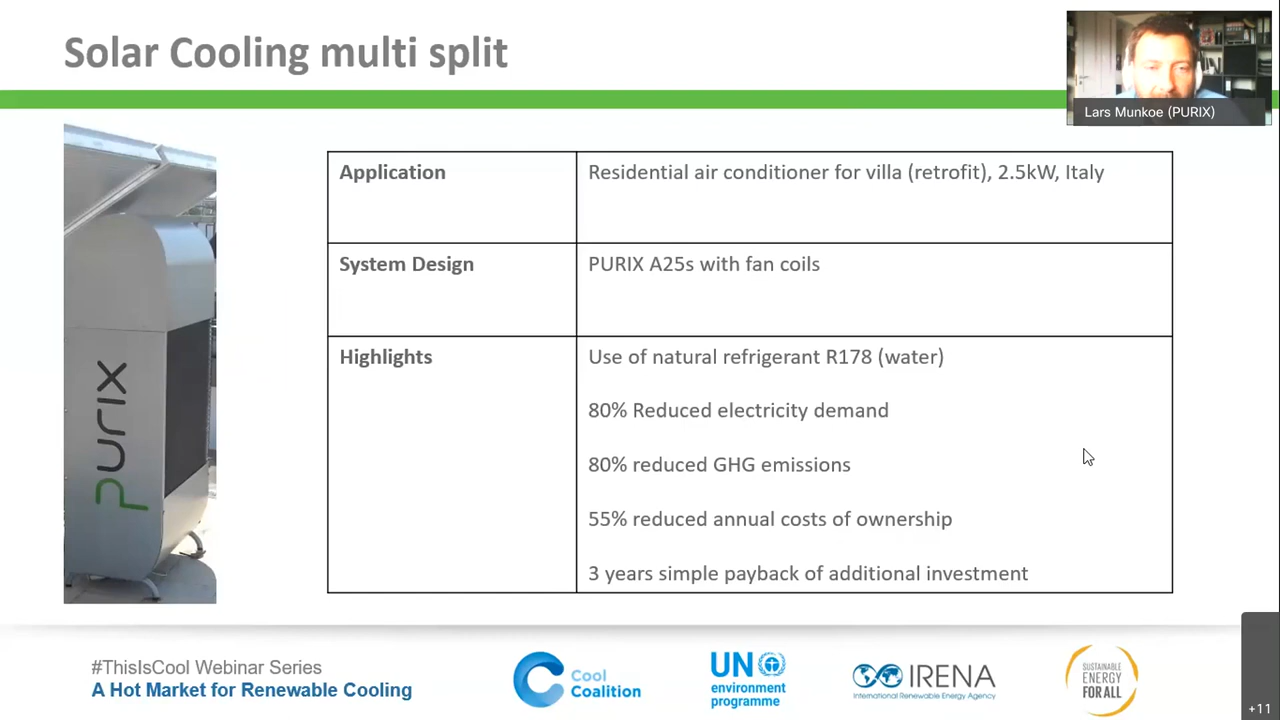 Solar Cooling multi split
Lars Munkoe (PURIX)
purix
Application
Residential air conditioner for villa (retrofit), 2.5kW, Italy
System Design
PURIX A25s with fan coils
Highlights
Use of natural refrigerant R178 (water)
80% Reduced electricity demand
80% reduced GHG emissions
55% reduced annual costs of ownership
3 years simple payback of additional investment
#ThisIsCool Webinar Series
A Hot Market for Renewable Cooling
Cool
Coalition
UN
environment
programme
IRENA
International Renewable Energy Agency
SUSTAINABLE
ENERGY
FOR ALL
+11